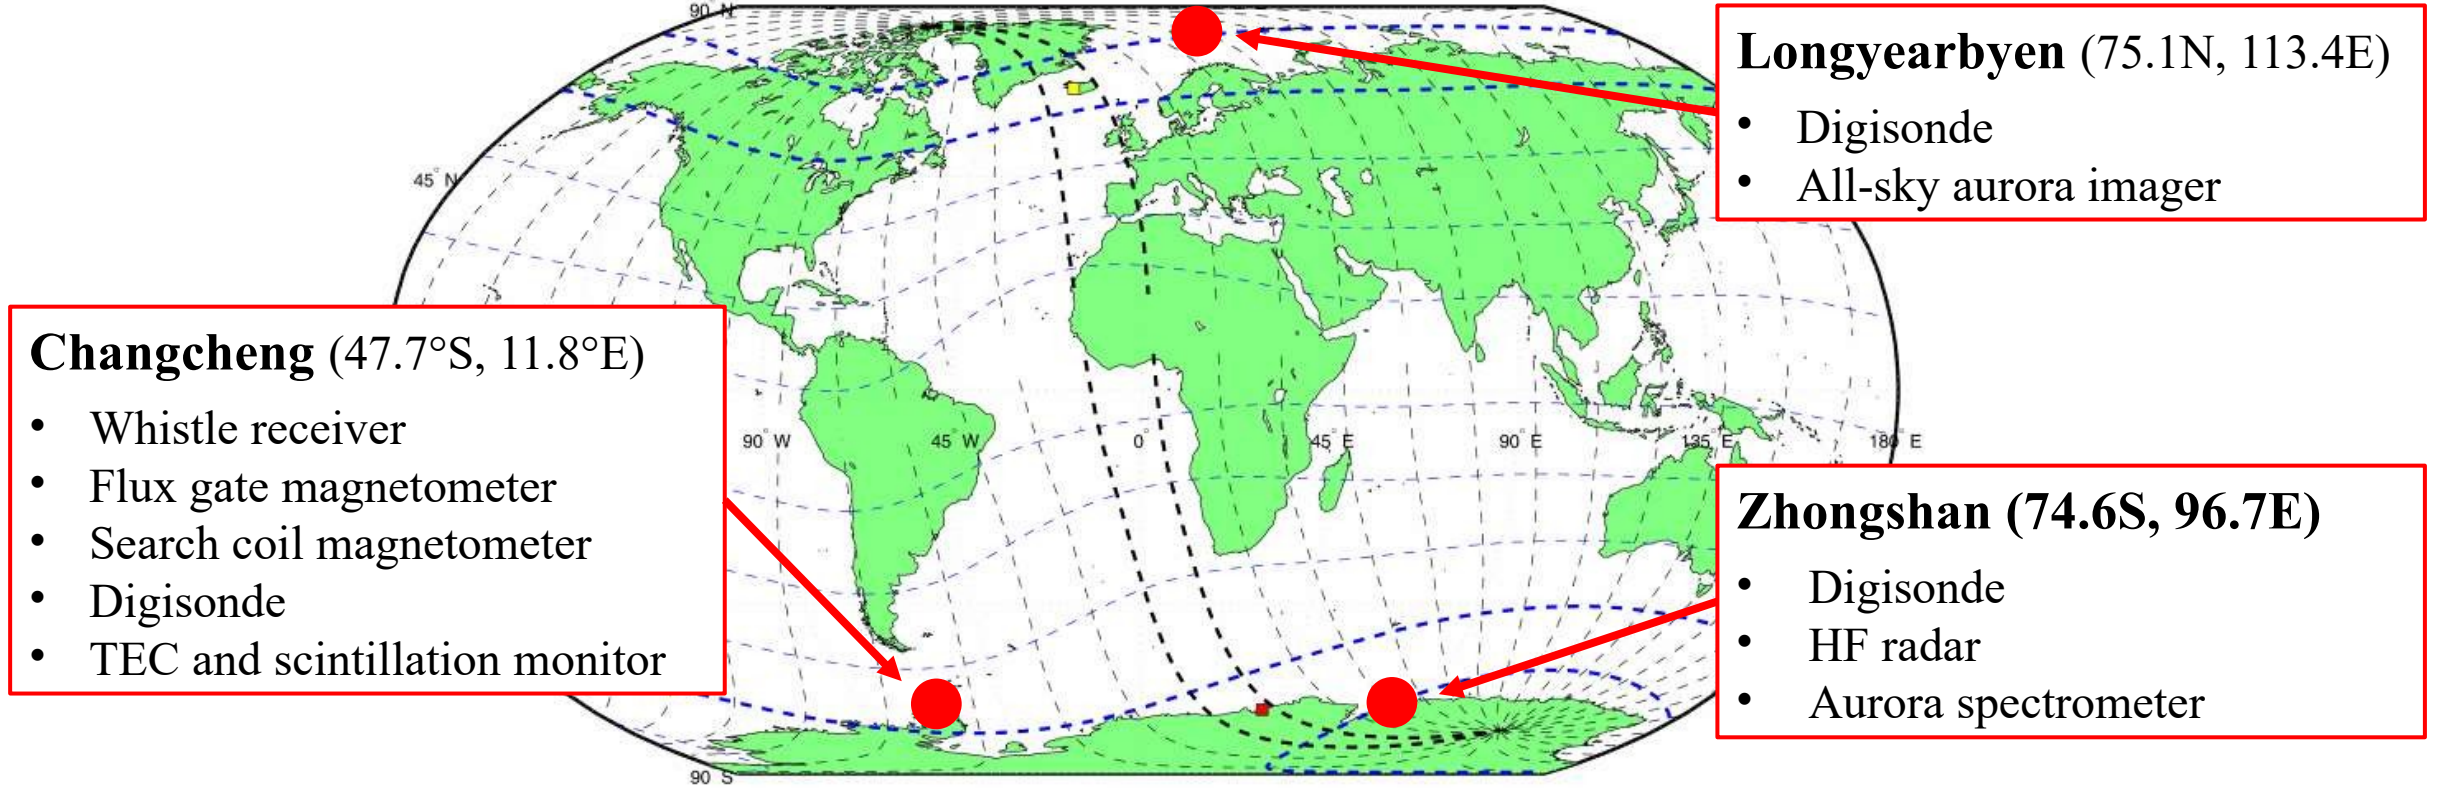 90° N
Longyearbyen (75.1N, 113.4E)
• Digisonde
• All-sky aurora imager
45° N
Changcheng (47.7°S, 11.8°E)
• Whistle receiver
• Flux gate magnetometer
• Search coil magnetometer
• Digisonde
• TEC and scintillation monitor
90° W
45° W
0°
45° E
90° E
135° E
180° E
Zhongshan (74.6S, 96.7E)
• Digisonde
• HF radar
• Aurora spectrometer
90° S